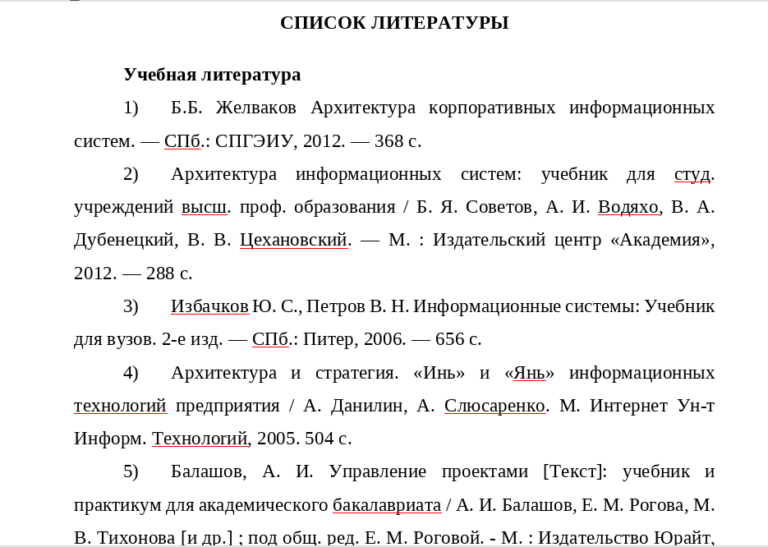 СПИСОК ЛИТЕРАТУРЫ
Учебная литература
1) Б.Б. Желваков Архитектура корпоративных информационных
систем. — СПб.: СПГЭИУ, 2012. — 368 с.
2) Архитектура информационных систем: учебник для студ.
учреждений высш. проф. образования / Б. Я. Советов, А. И. Водяхо, В. А.
Дубенецкий, В. В. Цехановский. — М. : Издательский центр «Академия»,
2012. — 288 с.
3) Избачков Ю. С., Петров В. Н. Информационные системы: Учебник
для вузов. 2-е изд. — СПб.: Питер, 2006. — 656 с.
4) Архитектура и стратегия. «Инь» и «Янь» информационных
технологий предприятия / А. Данилин, А. Слюсаренко. М. Интернет Ун-т
Информ. Технологий, 2005. 504 с.
5) Балашов, А. И. Управление проектами [Текст]: учебник и
практикум для академического бакалавриата / А. И. Балашов, Е. М. Рогова, М.
В. Тихонова [и др.] ; под общ. ред. Е. М. Роговой. - М. : Издательство Юрайт,